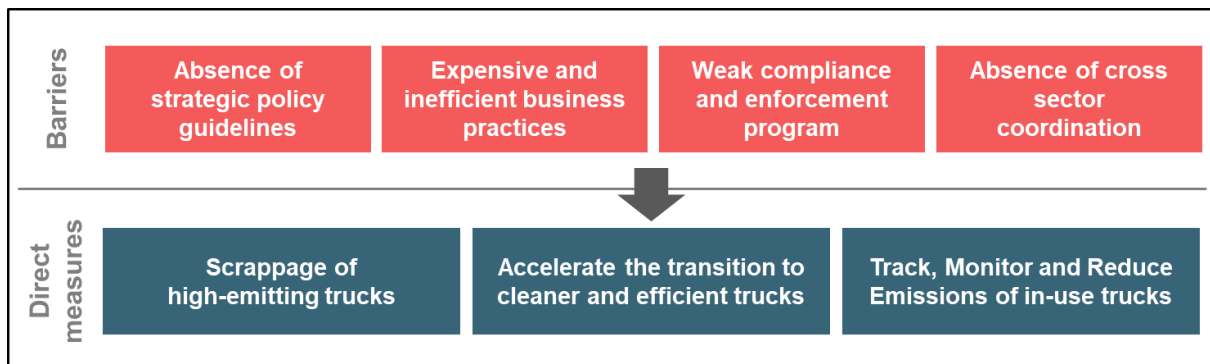 Barriers
Absence of
strategic policy
guidelines
Expensive and
inefficient business
practices
Weak compliance
and enforcement
program
Absence of cross
sector
coordination
Direct
measures
Scrappage of
high-emitting trucks
Accelerate the transition to
cleaner and efficient trucks
Track, Monitor and Reduce
Emissions of in-use trucks